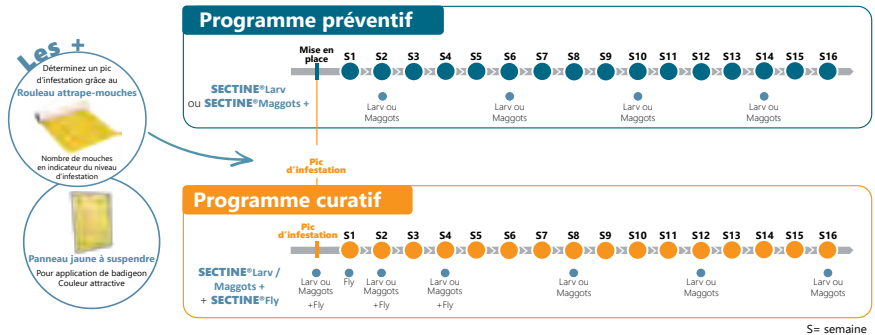 Les +
Déterminez un pic
d'infestation grâce au
Rouleau attrape-mouches
Nombre de mouches
en indicateur du niveau
d'infestation
Panneau jaune à suspendre
Pour application de badigeon
Couleur attractive
Programme préventif
Mise en
place
S1 S2 S3 S4 S5 S6 S7 S8 S9 S10 S11 S12 S13 S14 S15 S16
SECTINE®Larv
OU SECTINE®Maggots +
Larv ou
Maggots
Larv ou
Maggots
Larv ou
Maggots
Larv ou
Maggots
Pic
d'infestation
Programme curatif
Pic
d'infestation
S1 S2 S3 S4 S5 S6 S7 S8 S9 S10 S11 S12 S13 S14 S15 S16
SECTINE®Larv /
Maggots +
+ SECTINE®Fly
Larv ou
Maggots
+Fly
Fly
Larv ou
Maggots
+Fly
Larv ou
Maggots
+Fly
Larv ou
Maggots
Larv ou
Maggots
Larv ou
Maggots
S= semaine